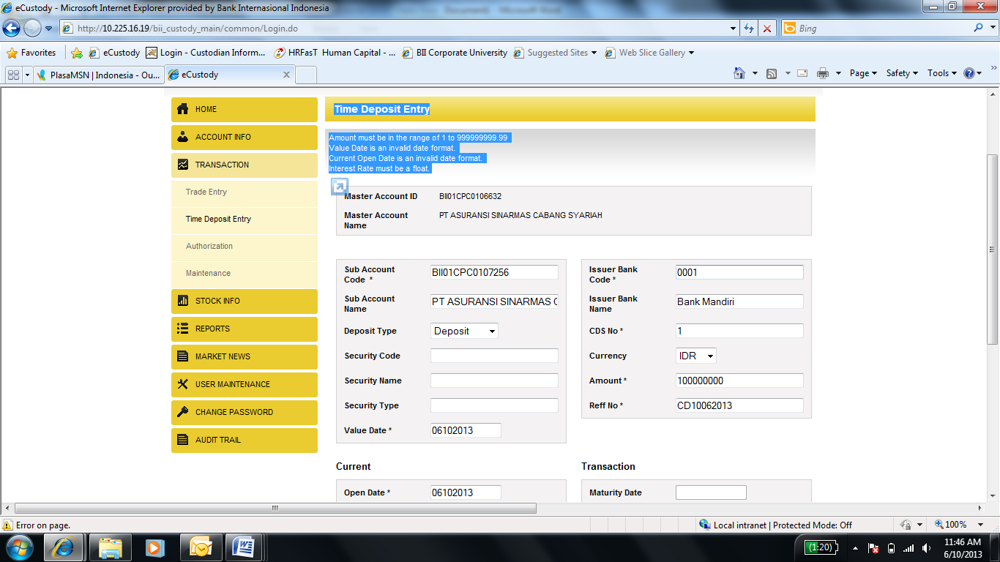 eCustody - Microsoft Internet Explorer provided by Bank Internasional Indonesia
http://10.225.16.19/bii_custody_main/common/Login.do
Bing
Favorites
eCustody
Login - Custodian Inform...
HRFasT Human Capital - ...
BII Corporate University
Suggested Sites
Web Slice Gallery
PlasaMSN | Indonesia - Ou...
eCustody
Page
Safety
Tools
HOME
ACCOUNT INFO
TRANSACTION
Trade Entry
Time Deposit Entry
Authorization
Maintenance
STOCK INFO
REPORTS
MARKET NEWS
USER MAINTENANCE
CHANGE PASSWORD
AUDIT TRAIL
Time Deposit Entry
Amount must be in the range of 1 to 999999999.99
Value Date is an invalid date format.
Current Open Date is an invalid date format.
Interest Rate must be a float.
Master Account ID BII01CPC0106632
Master Account PT ASURANSI SINARMAS CABANG SYARIAH
Name
Sub Account
Code * BII01CPC0107256
Sub Account
Name PT ASURANSI SINARMAS C
Deposit Type Deposit
Security Code
Security Name
Security Type
Value Date * 06102013
Issuer Bank
Code * 0001
Issuer Bank
Name Bank Mandiri
CDS No * 1
Currency IDR
Amount * 100000000
Reff No * CD10062013
Current
Open Date * 06102013
Transaction
Maturity Date
Error on page.
Local intranet | Protected Mode: Off
100%
(1:20)
11:46 AM
6/10/2013